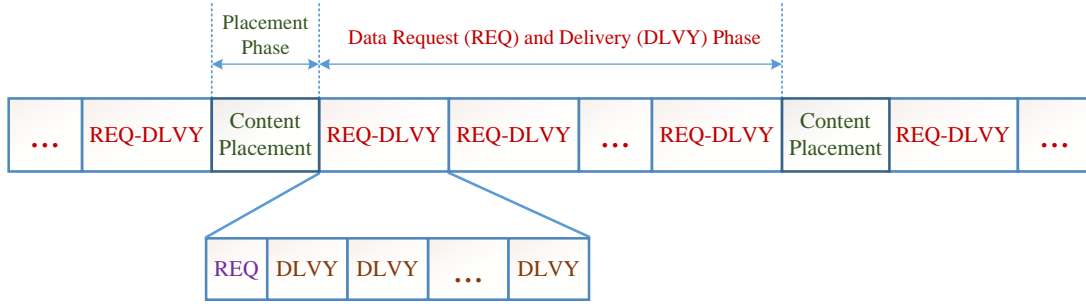 Placement
Phase
Data Request (REQ) and Delivery (DLVY) Phase
... REQ-DLVY Content Placement REQ-DLVY REQ-DLVY ... REQ-DLVY Content Placement REQ-DLVY ...
REQ DLVY DLVY ... DLVY